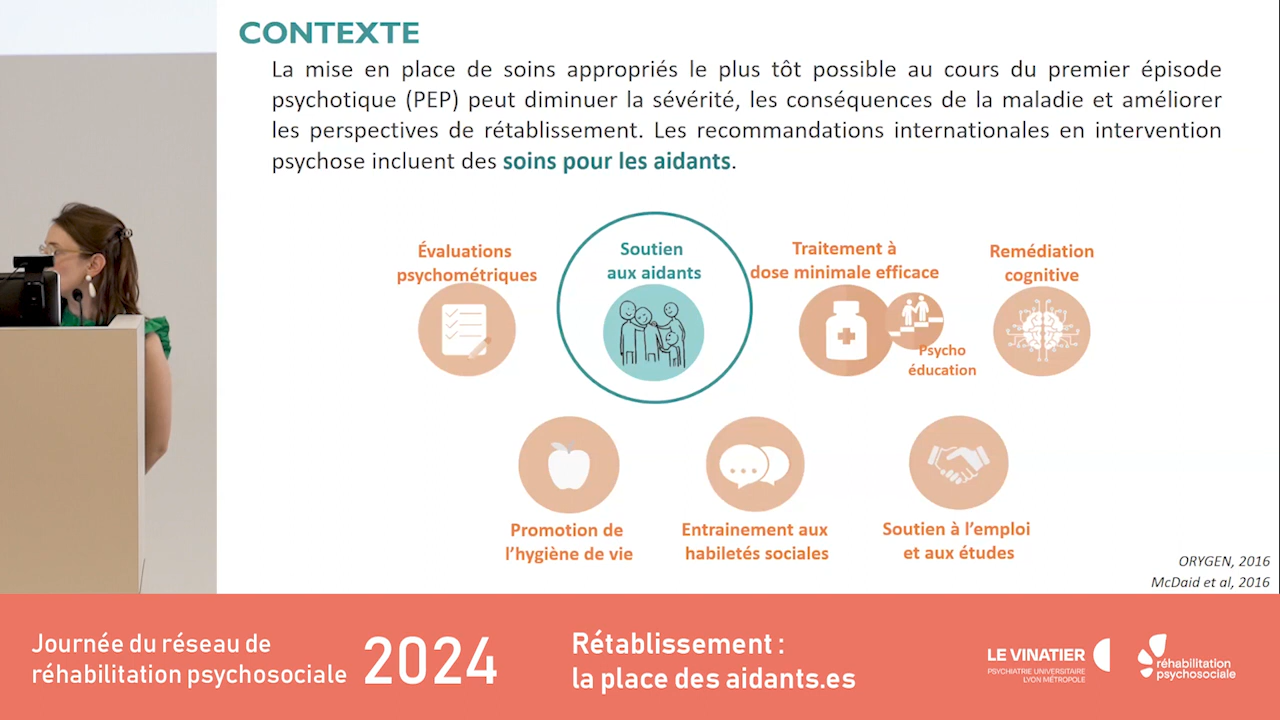 CONTEXTE
La mise en place de soins appropriés le plus tôt possible au cours du premier épisode
psychotique (PEP) peut diminuer la sévérité, les conséquences de la maladie et améliorer
les perspectives de rétablissement. Les recommandations internationales en intervention
psychose incluent des soins pour les aidants.
Évaluations
psychométriques
Soutien
aux aidants
Traitement à
dose minimale efficace
Psycho
éducation
Remédiation
cognitive
Promotion de
l'hygiène de vie
Entrainement aux
habiletés sociales
Soutien à l'emploi
et aux études
ORYGEN, 2016
McDaid et al, 2016
Journée du réseau de
réhabilitation psychosociale
2024
Rétablissement :
la place des aidants.es
LE VINATIER
PSYCHIATRIE UNIVERSITAIRE
LYON MÉTROPOLE
réhabilitation
psychosociale